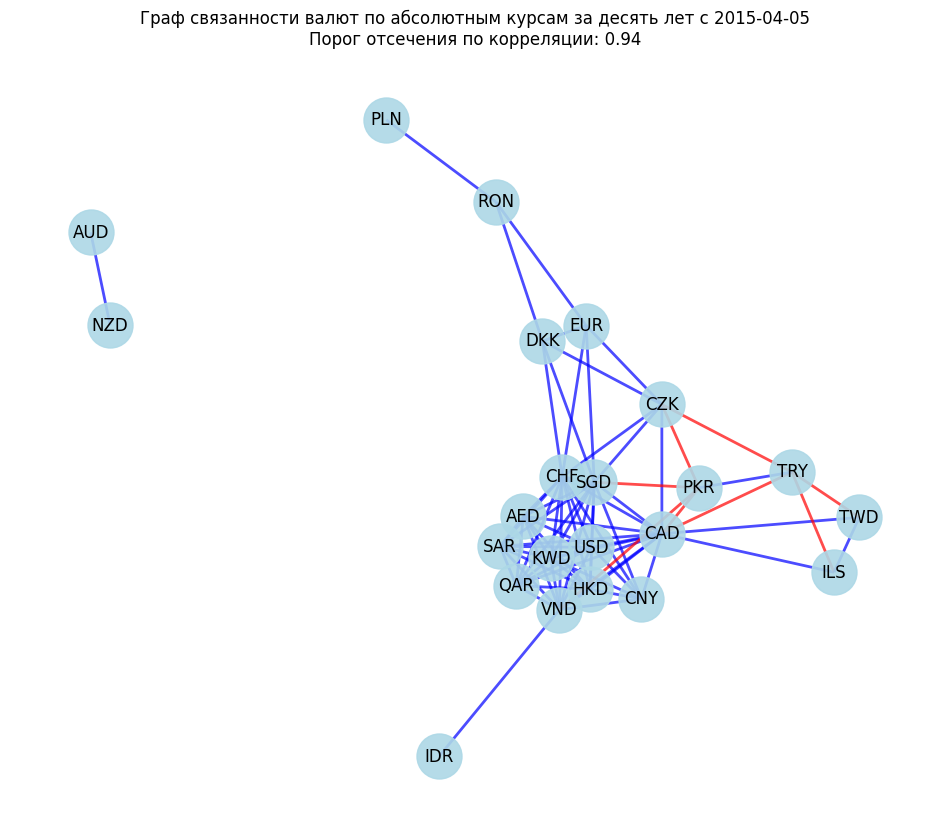 Граф связанности валют по абсолютным курсам за десять лет с 2015-04-05
Порог отсечения по корреляции: 0.94
PLN
RON
AUD
NZD
EUR
DKK
CZK
TRY
CHF
SGD
PKR
AED
TWD
CAD
SAR
USD
KWD
ILS
QAR
HKD
CNY
VND
IDR